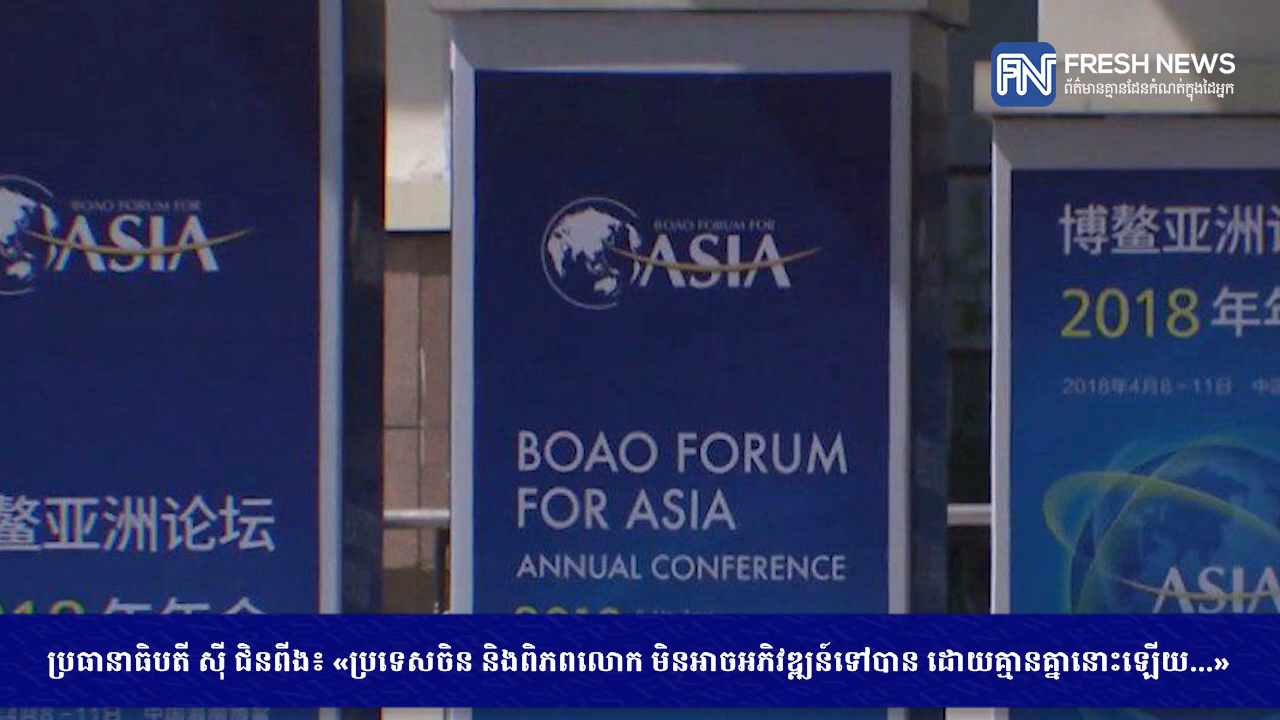 FRESH NEWS
ព័ត៌មានគ្មានដែនកំណត់ក្នុងដៃអ្នក
BOAO FORUM FOR
ASIA
鳌亚洲论坛
BOAO FORUM FOR
ASIA
BOAO FORUM
FOR ASIA
ANNUAL CONFERENCE
博鳌亚洲
2018 年年
2018年4月8-11日
ASIA
ប្រធានាធិបតី ស៊ី ជិនពីង៖ «ប្រទេសចិន និងពិភពលោក មិនអាចអភិវឌ្ឍន៍ទៅបាន ដោយគ្មានគ្នានោះឡើយ...»